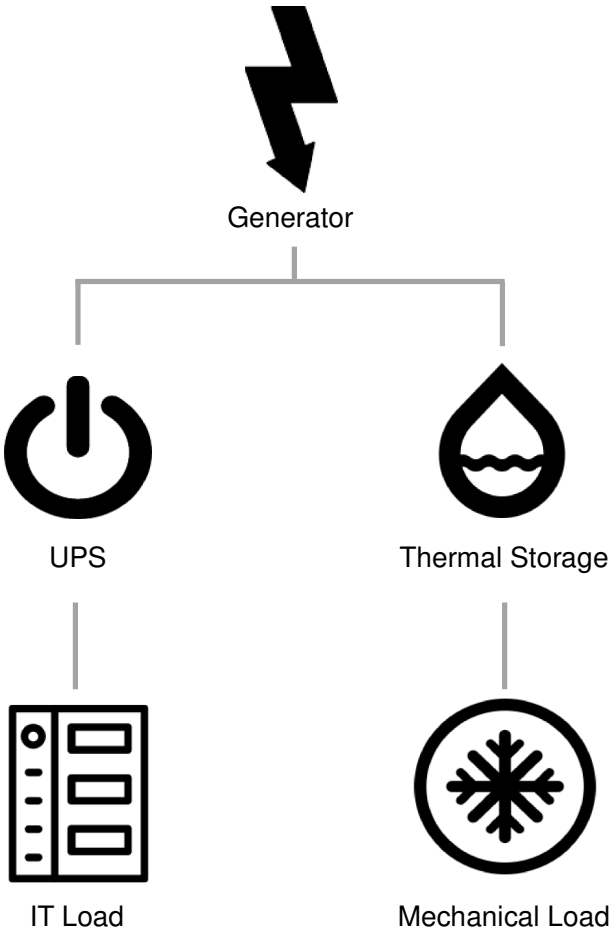 Generator
UPS
Thermal Storage
IT Load
Mechanical Load